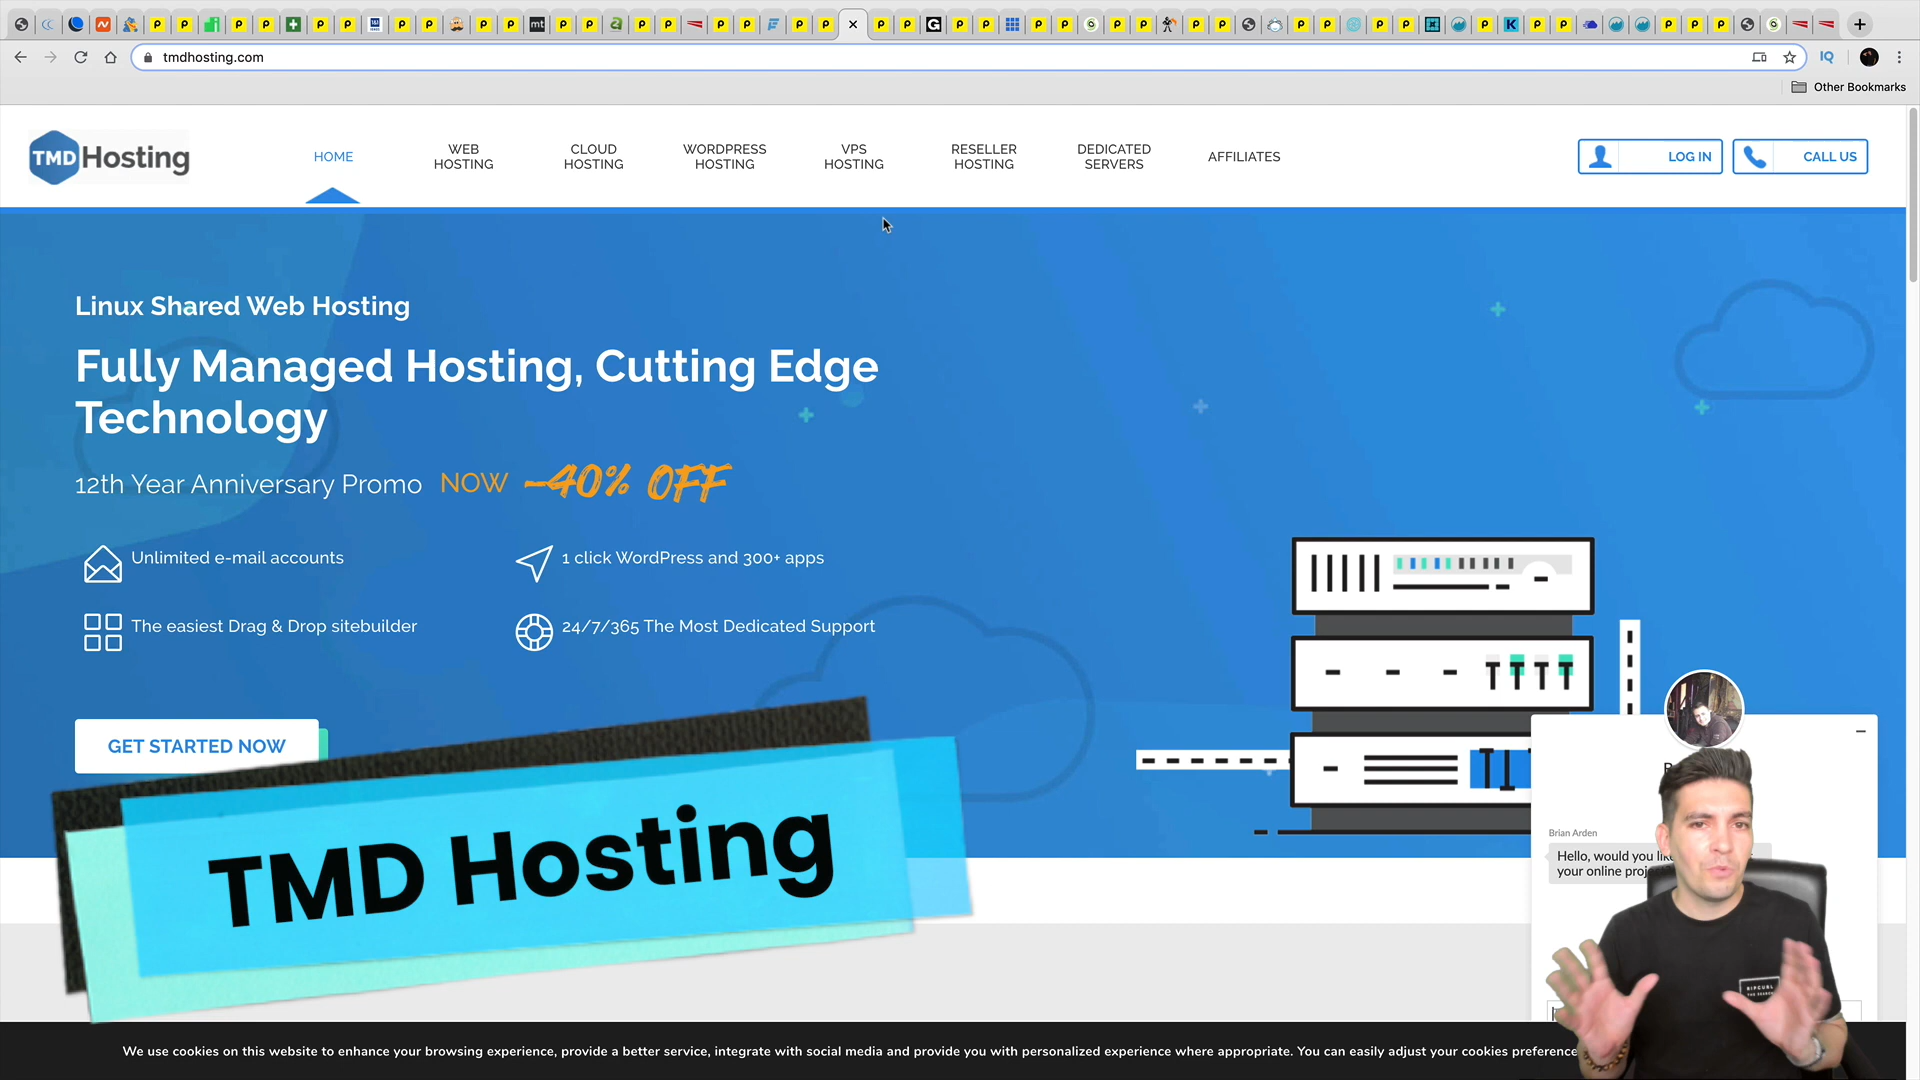 tmdhosting.com
IQ
Other Bookmarks
TMD Hosting
HOME
WEB
HOSTING
CLOUD
HOSTING
WORDPRESS
HOSTING
VPS
HOSTING
RESELLER
HOSTING
DEDICATED
SERVERS
AFFILIATES
LOG IN
CALL US
Linux Shared Web Hosting
Fully Managed Hosting, Cutting Edge
Technology
12th Year Anniversary Promo NOW -40% OFF
Unlimited e-mail accounts
1 click WordPress and 300+ apps
The easiest Drag & Drop sitebuilder
24/7/365 The Most Dedicated Support
GET STARTED NOW
TMD Hosting
Brian Arden
Hello, would you
your online
RIPCURL
We use cookies on this website to enhance your browsing experience, provide a better service, integrate with social media and provide you with personalized experience where appropriate. You can easily adjust your cookies